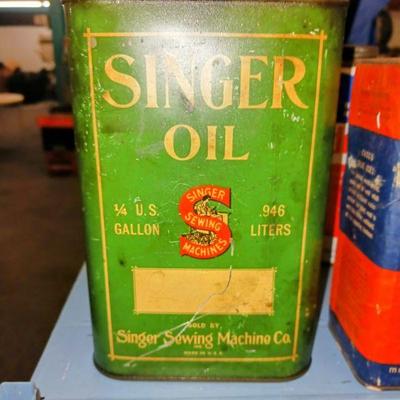 SINGER
OIL
1/4 U.S.
GALLON
SINGER
SEWING
MACHINES
.946
LITERS
SOLD BY
Singer Sewing Machine Co.
MADE IN U.S.A.